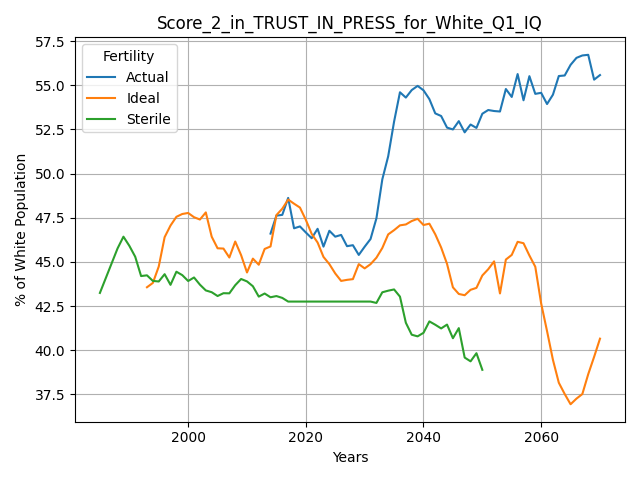 Score_2_in_TRUST_IN_PRESS_for_White_Q1_IQ
57.5
55.0
52.5
50.0
47.5
45.0
42.5
40.0
37.5
% of White Population
Fertility
Actual
Ideal
Sterile
2000
2020
2040
2060
Years